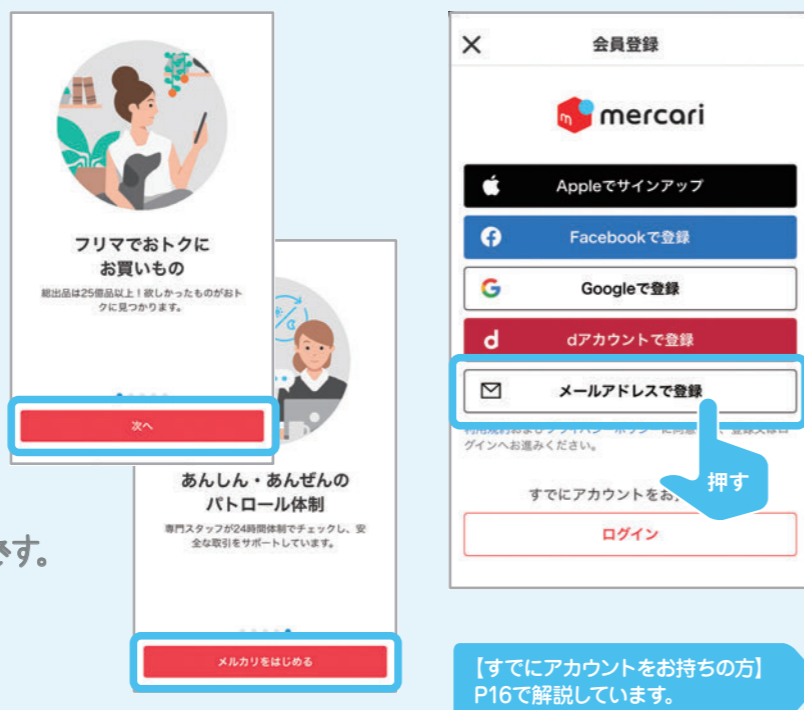 フリマでおトクに
お買いもの
総出品は25億品以上！欲しかったものがおト
クに見つかります。
次へ
あんしん・あんぜんの
パトロール体制
専門スタッフが24時間体制でチェックし、安
全な取引をサポートしています。
メルカリをはじめる
です。
会員登録
mercari
Appleでサインアップ
Facebookで登録
Googleで登録
dアカウントで登録
メールアドレスで登録
グインへお進みください。
押す
すでにアカウントをお
ログイン
【すでにアカウントをお持ちの方】
P16で解説しています。